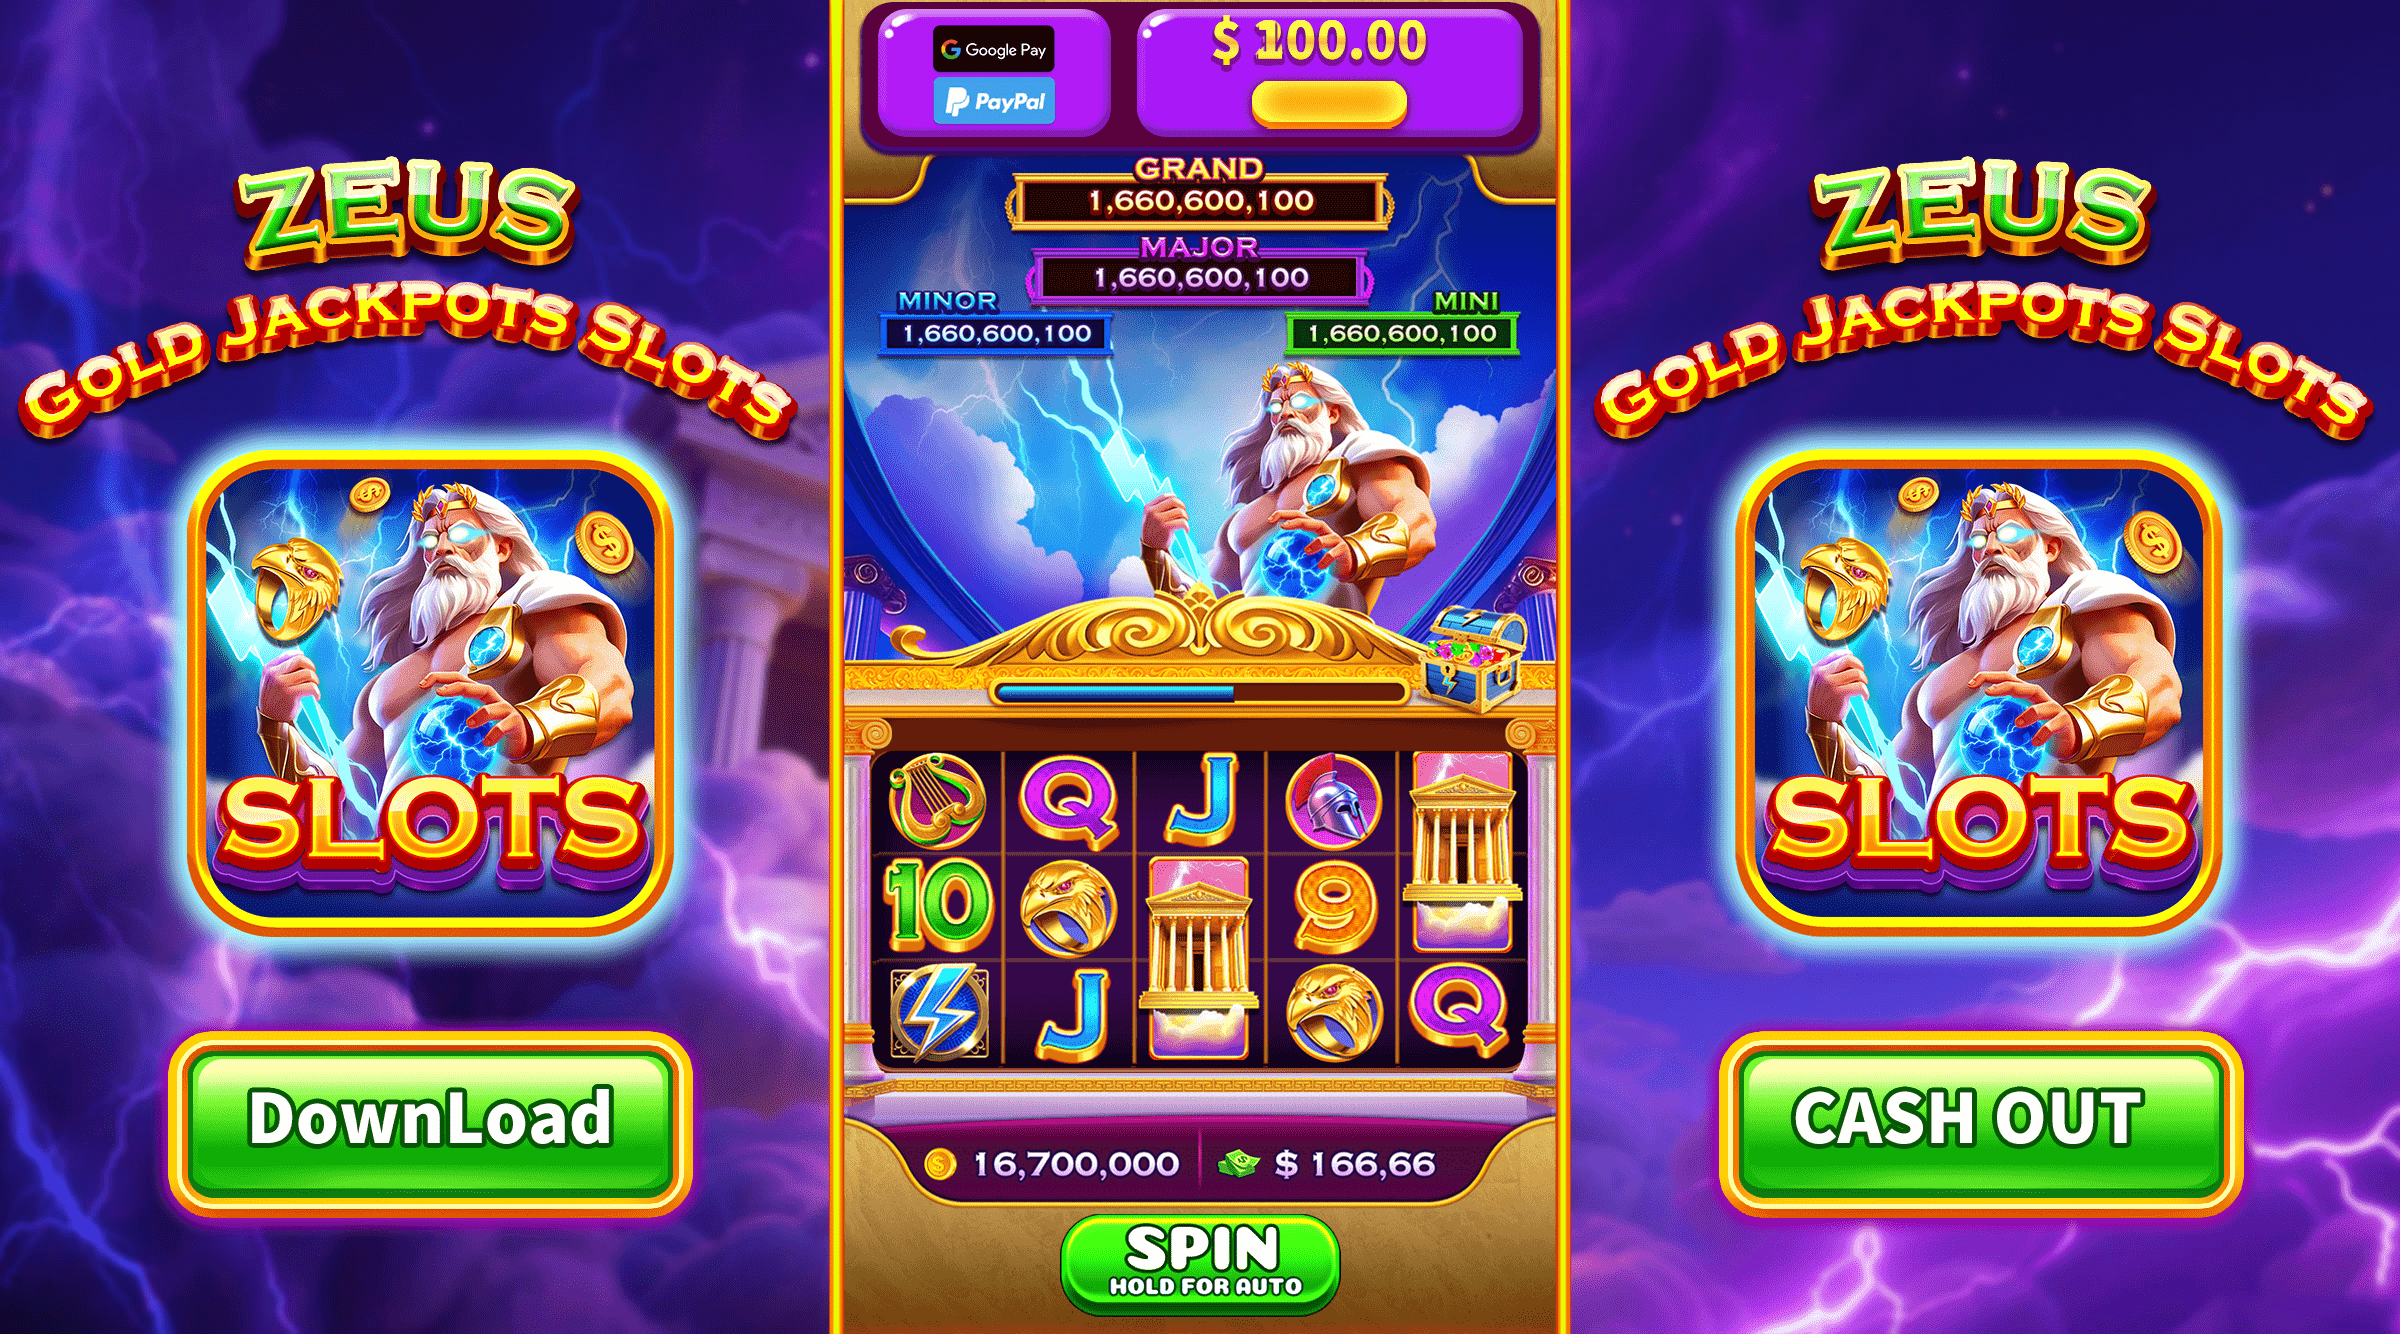 ZEUS
GOLD JACKPOTS SLOTS
SLOTS
DownLoad
Google Pay
PayPal
$ 100.00
GRAND
1,660,600,100
MAJOR
1,660,600,100
MINOR
1,660,600,100
MINI
1,660,600,100
Q
J
10
9
J
Q
16,700,000
$ 166,66
SPIN
HOLD FOR AUTO
ZEUS
GOLD JACKPOTS SLOTS
SLOTS
CASH OUT